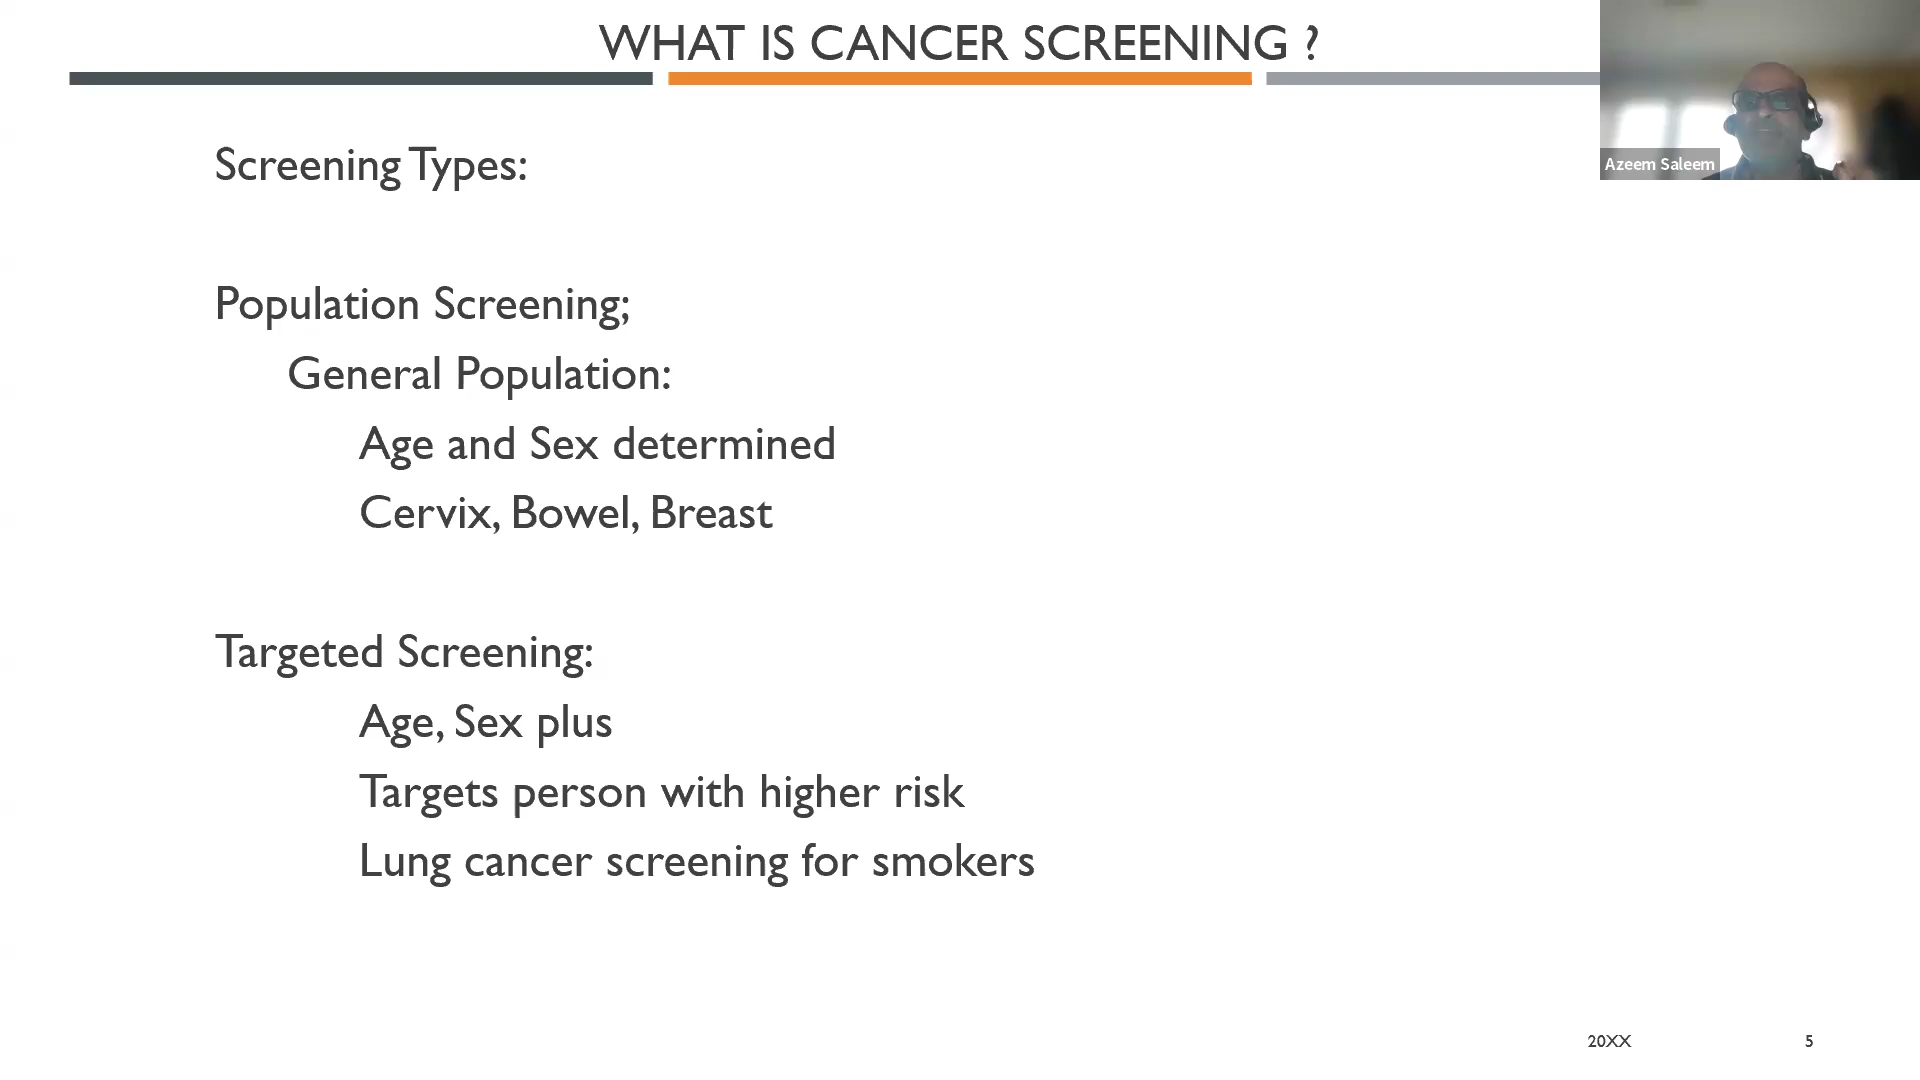 WHAT IS CANCER SCREENING ?
Azeem Saleem
Screening Types:
Population Screening;
General Population:
Age and Sex determined
Cervix, Bowel, Breast
Targeted Screening:
Age, Sex plus
Targets person with higher risk
Lung cancer screening for smokers
20XX
5